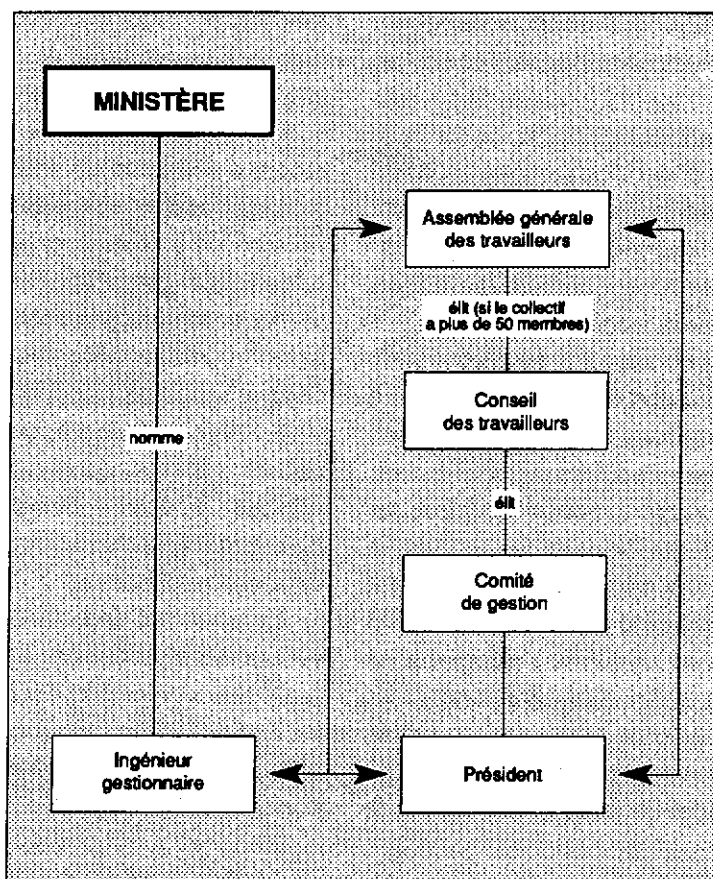 MINISTÈRE
Assemblée générale
des travailleurs
élit (si le collectif
a plus de 50 membres)
Conseil
des travailleurs
nomme
élit
Comité
de gestion
Ingénieur
gestionnaire
Président